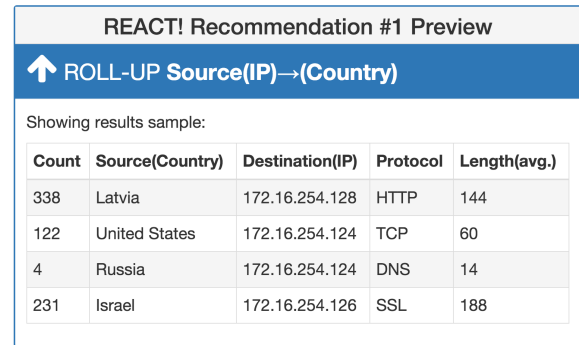 REACT! Recommendation #1 Preview
ROLL-UP Source(IP)→(Country)
Showing results sample:
Count Source(Country) Destination(IP) Protocol Length(avg.)
338 Latvia 172.16.254.128 HTTP 144
122 United States 172.16.254.124 TCP 60
4 Russia 172.16.254.124 DNS 14
231 Israel 172.16.254.126 SSL 188